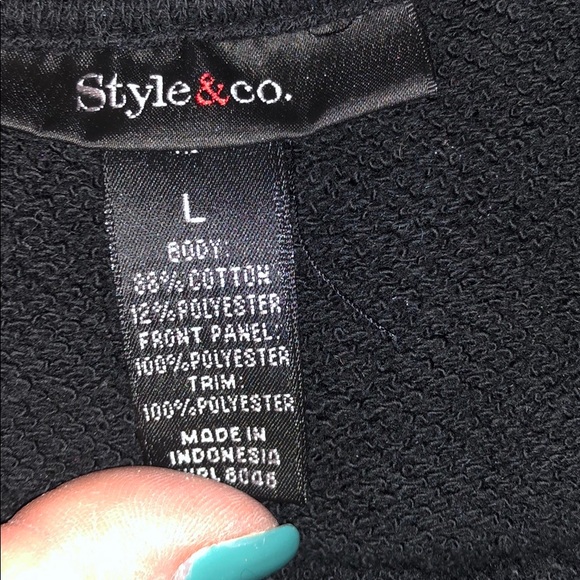 Style&co.
L
BODY:
88% COTTON
12% POLYESTER
FRONT PANEL:
100% POLYESTER
TRIM:
100% POLYESTER
MADE IN
INDONESIA